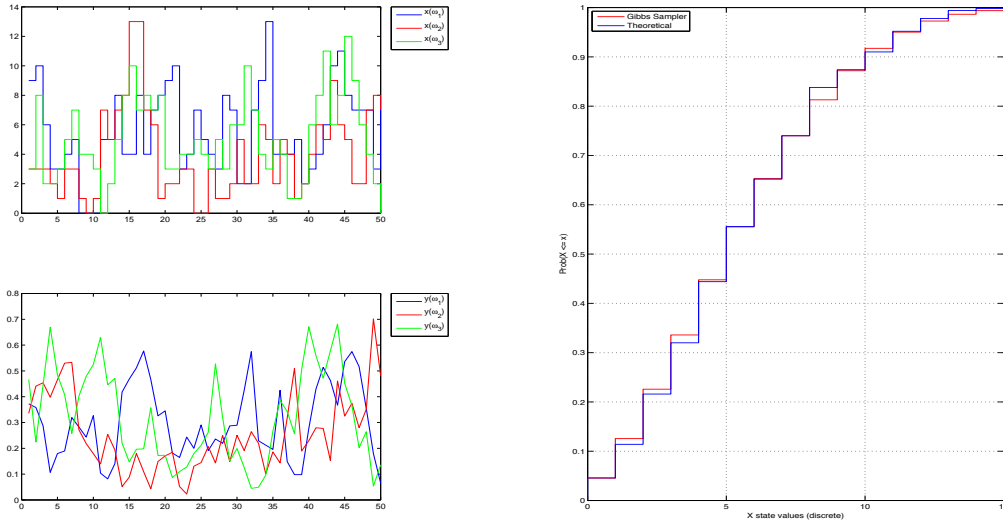 14
12
10
8
6
4
2
0
0 5 10 15 20 25 30 35 40 45 50
x(ω1)
x(ω2)
x(ω3)
0.8
0.7
0.6
0.5
0.4
0.3
0.2
0.1
0
0 5 10 15 20 25 30 35 40 45 50
y(ω1)
y(ω2)
y(ω3)
Gibbs Sampler
Theoretical
1
0.9
0.8
0.7
0.6
0.5
0.4
0.3
0.2
0.1
0
Prob(X <= x)
0 5 10 15
X state values (discrete)